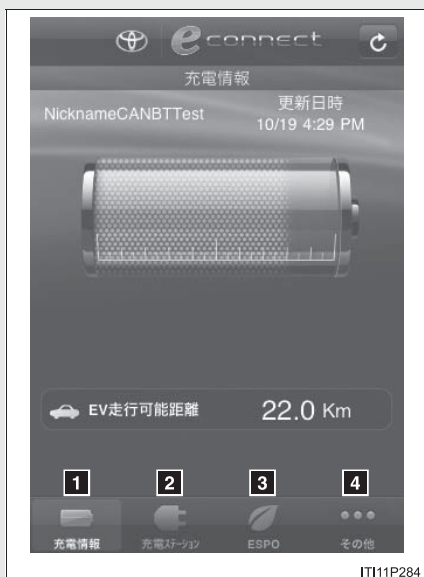 e connect
充電情報
NicknameCANBTTest
更新日時
10/19 4:29 PM
EV走行可能距離 22.0 Km
1 2 3 4
充電情報 充電ステーション ESPO その他
ITI11P284